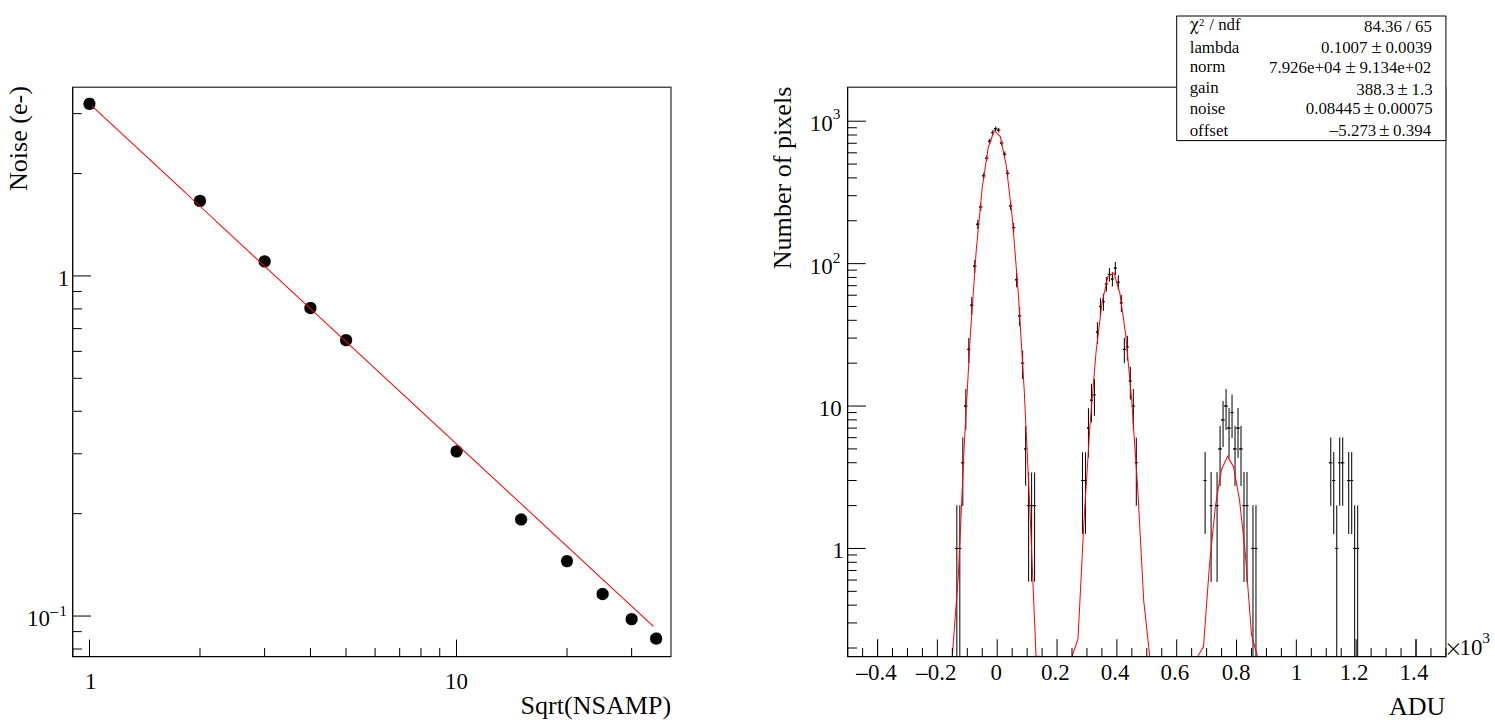 Noise (e-)
1
10⁻¹
1
10
Sqrt(NSAMP)
χ² / ndf 84.36 / 65
lambda 0.1007 ± 0.0039
norm 7.926e+04 ± 9.134e+02
gain 388.3 ± 1.3
noise 0.08445 ± 0.00075
offset −5.273 ± 0.394
Number of pixels
10³
10²
10
1
−0.4 −0.2 0 0.2 0.4 0.6 0.8 1 1.2 1.4
×10³
ADU